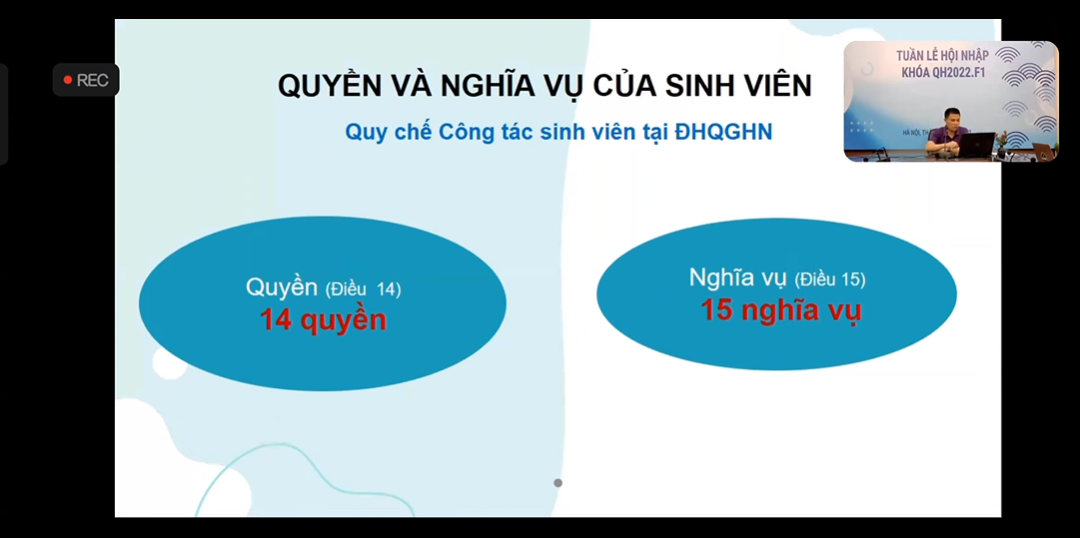 REC
QUYỀN VÀ NGHĨA VỤ CỦA SINH VIÊN
Quy chế Công tác sinh viên tại ĐHQGHN
TUẦN LỄ HỘI NHẬP
KHÓA QH2022.F1
HÀ NỘI,
Quyền (Điều 14)
14 quyền
Nghĩa vụ (Điều 15)
15 nghĩa vụ